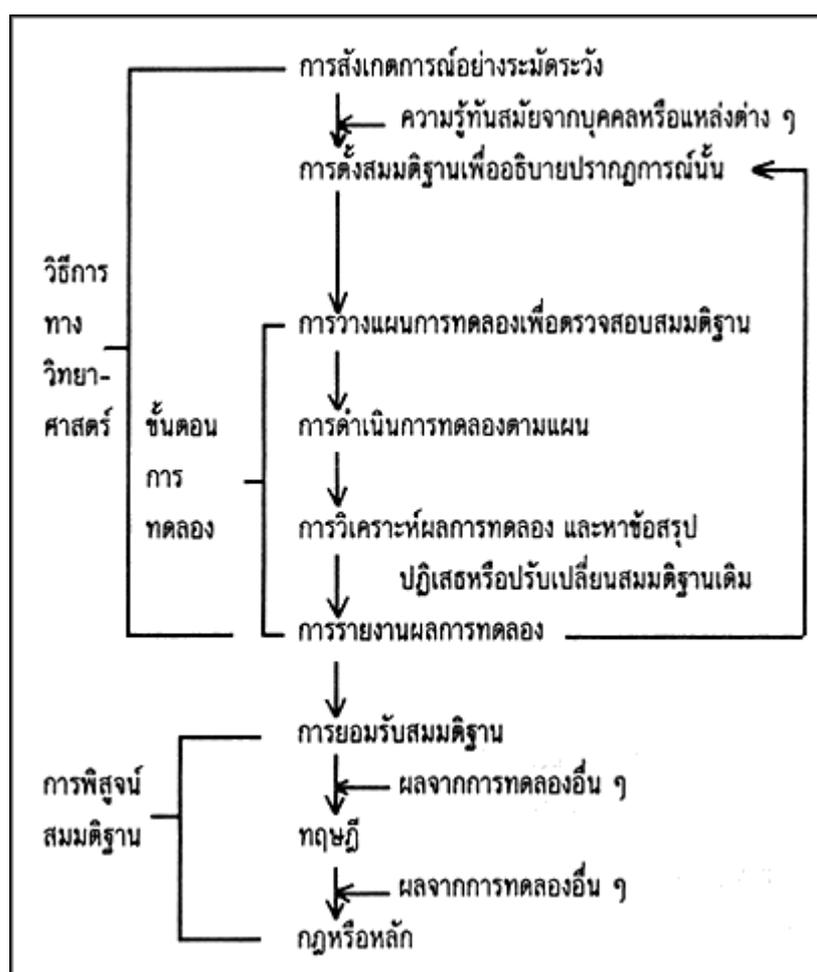 การสังเกตการณ์อย่างระมัดระวัง
ความรู้ทันสมัยจากบุคคลหรือแหล่งต่าง ๆ
การตั้งสมมติฐานเพื่ออธิบายปรากฏการณ์นั้น
วิธีการ
ทาง
วิทยา-
ศาสตร์
การวางแผนการทดลองเพื่อตรวจสอบสมมติฐาน
ขั้นตอน
การ
ทดลอง
การดำเนินการทดลองตามแผน
การวิเคราะห์ผลการทดลอง และหาข้อสรุป
ปฏิเสธหรือปรับเปลี่ยนสมมติฐานเดิม
การรายงานผลการทดลอง
การยอมรับสมมติฐาน
การพิสูจน์
สมมติฐาน
ผลจากการทดลองอื่น ๆ
ทฤษฎี
ผลจากการทดลองอื่น ๆ
กฎหรือหลัก